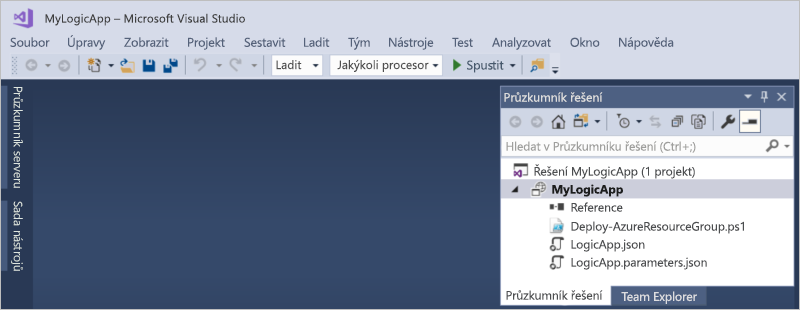 MyLogicApp – Microsoft Visual Studio
Soubor Úpravy Zobrazit Projekt Sestavit Ladit Tým Nástroje Test Analyzovat Okno Nápověda
Ladit Jakýkoli procesor Spustit
Průzkumník serveru
Sada nástrojů
Průzkumník řešení
Hledat v Průzkumníku řešení (Ctrl+;)
Řešení MyLogicApp (1 projekt)
MyLogicApp
Reference
Deploy-AzureResourceGroup.ps1
LogicApp.json
LogicApp.parameters.json
Průzkumník řešení Team Explorer